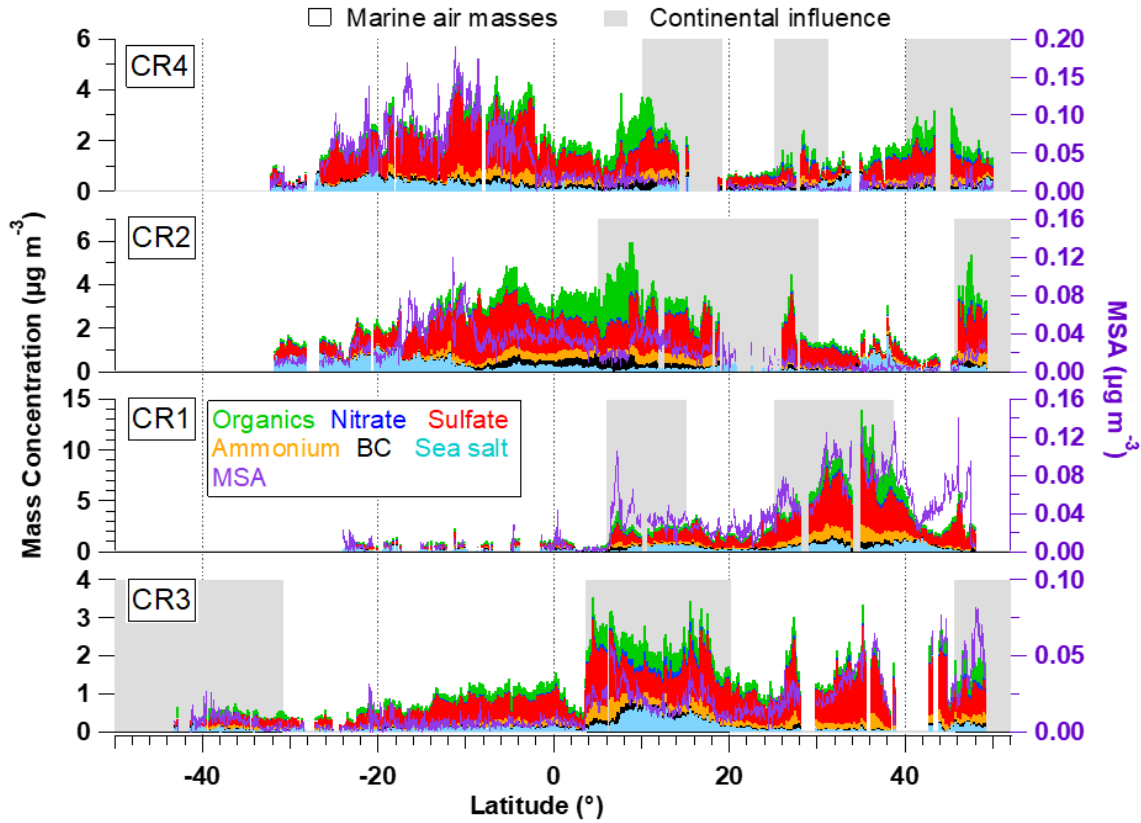 Marine air masses Continental influence
CR4
6
4
2
0
0.20
0.15
0.10
0.05
0.00
CR2
6
4
2
0
0.16
0.12
0.08
0.04
0.00
CR1
15
10
5
0
0.16
0.12
0.08
0.04
0.00
Organics Nitrate Sulfate
Ammonium BC Sea salt
MSA
CR3
4
3
2
1
0
0.10
0.05
0.00
Mass Concentration (µg m⁻³)
MSA (µg m⁻³)
-40 -20 0 20 40
Latitude (°)